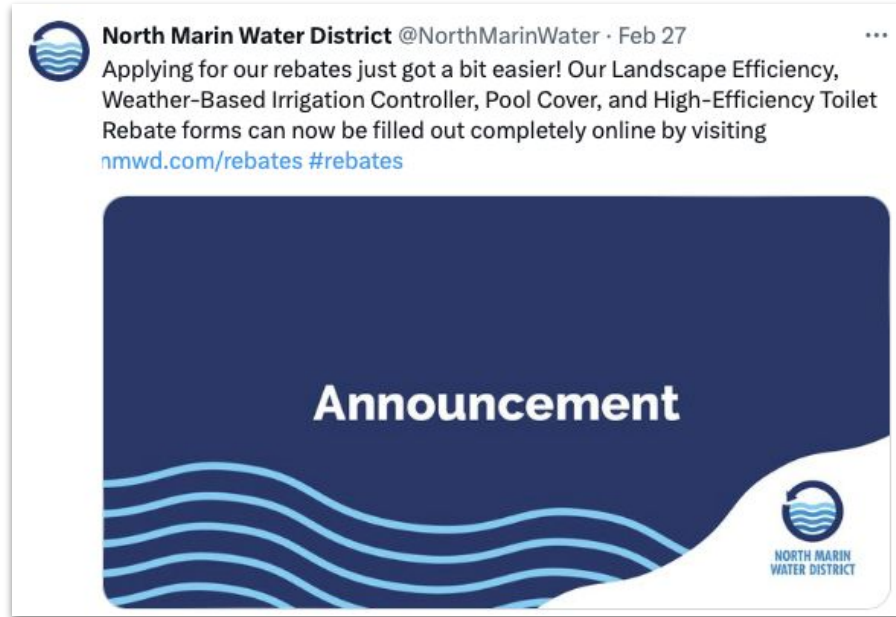 North Marin Water District @NorthMarinWater · Feb 27
Applying for our rebates just got a bit easier! Our Landscape Efficiency,
Weather-Based Irrigation Controller, Pool Cover, and High-Efficiency Toilet
Rebate forms can now be filled out completely online by visiting
nmwd.com/rebates #rebates
Announcement
NORTH MARIN
WATER DISTRICT